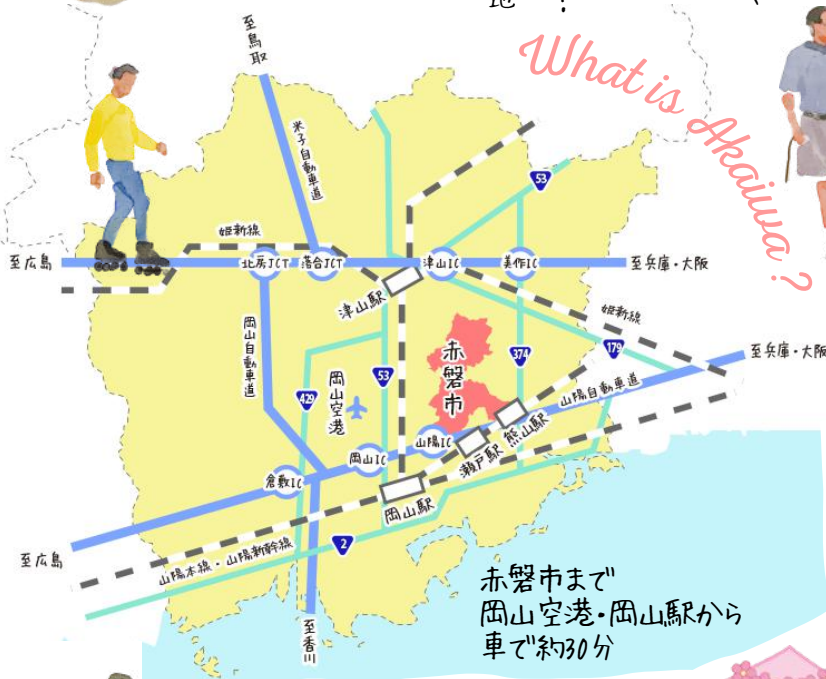 地
What is Akaiwa?
至鳥取
米子自動車道
53
姫新線
至広島
北房JCT
落合JCT
津山IC
美作IC
至兵庫・大阪
津山駅
姫新線
岡山自動車道
赤磐市
374
179
至兵庫・大阪
53
429
岡山空港
山陽自動車道
山陽IC
熊山駅
瀬戸駅
岡山IC
倉敷IC
岡山駅
至広島
2
山陽本線・山陽新幹線
至香川
赤磐市まで
岡山空港・岡山駅から
車で約30分